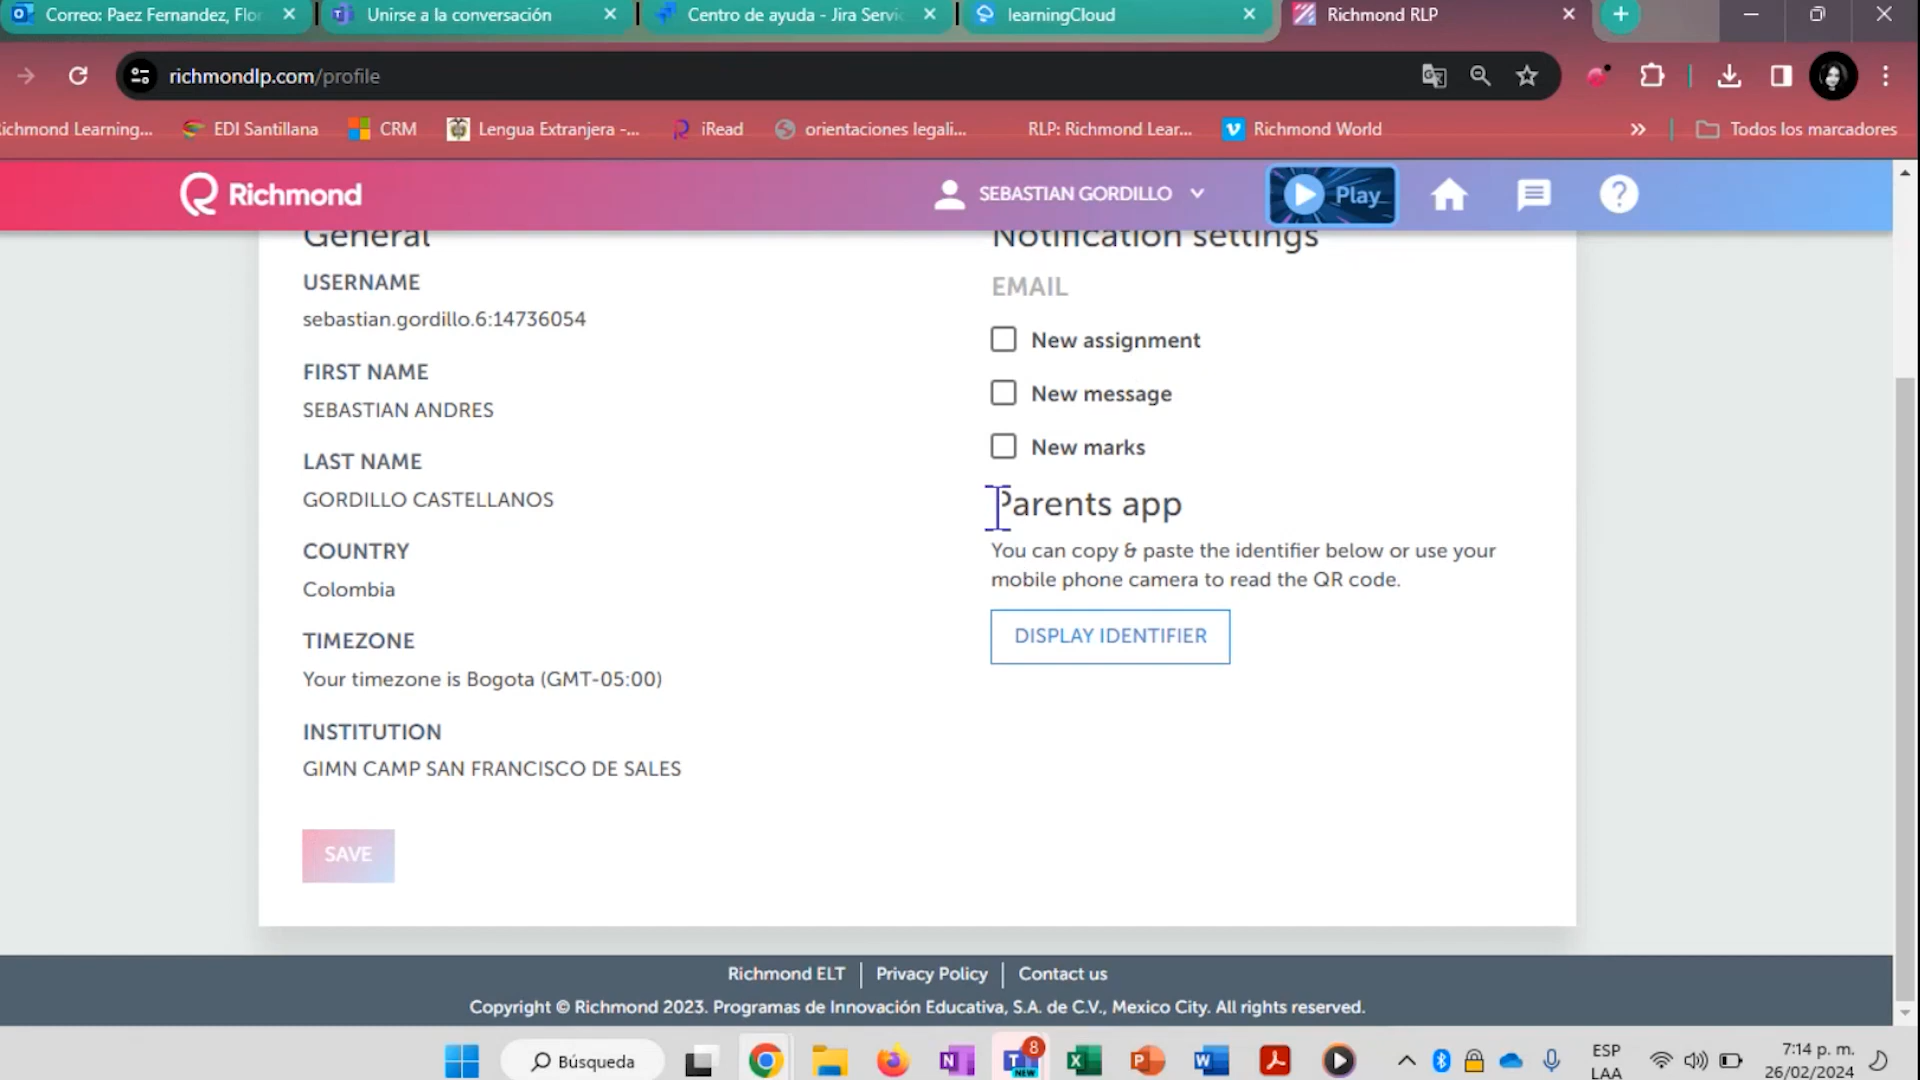 Correo: Paez Fernandez, Flor
Unirse a la conversación
Centro de ayuda - Jira Servic
learningCloud
Richmond RLP
richmondlp.com/profile
ichmond Learning...
EDI Santillana
CRM
Lengua Extranjera -...
iRead
orientaciones legali...
RLP: Richmond Lear...
Richmond World
Todos los marcadores
Richmond
SEBASTIAN GORDILLO
Play
General
USERNAME
sebastian.gordillo.6:14736054
FIRST NAME
SEBASTIAN ANDRES
LAST NAME
GORDILLO CASTELLANOS
COUNTRY
Colombia
TIMEZONE
Your timezone is Bogota (GMT-05:00)
INSTITUTION
GIMN CAMP SAN FRANCISCO DE SALES
SAVE
Notification settings
EMAIL
New assignment
New message
New marks
Parents app
You can copy & paste the identifier below or use your
mobile phone camera to read the QR code.
DISPLAY IDENTIFIER
Richmond ELT | Privacy Policy | Contact us
Copyright © Richmond 2023. Programas de Innovación Educativa, S.A. de C.V., Mexico City. All rights reserved.
Búsqueda
8
NEW
ESP
LAA
7:14 p. m.
26/02/2024